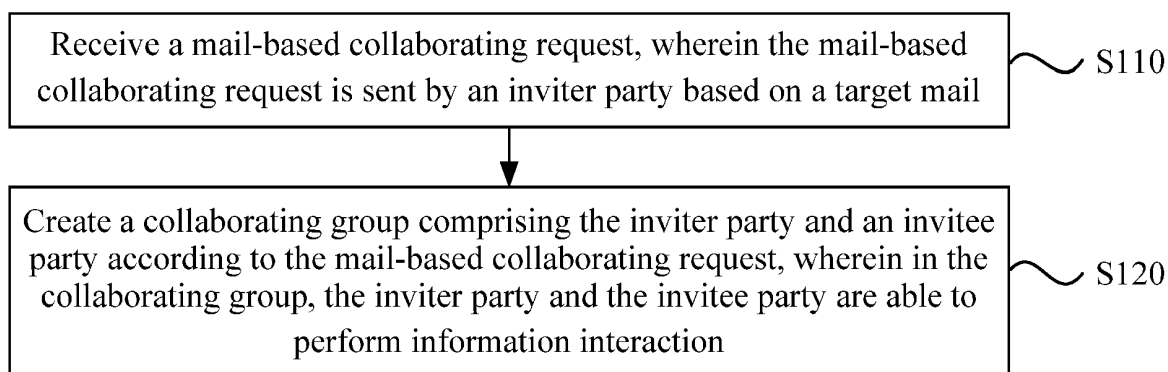 Receive a mail-based collaborating request, wherein the mail-based
collaborating request is sent by an inviter party based on a target mail
S110
Create a collaborating group comprising the inviter party and an invitee
party according to the mail-based collaborating request, wherein in the
collaborating group, the inviter party and the invitee party are able to
perform information interaction
S120